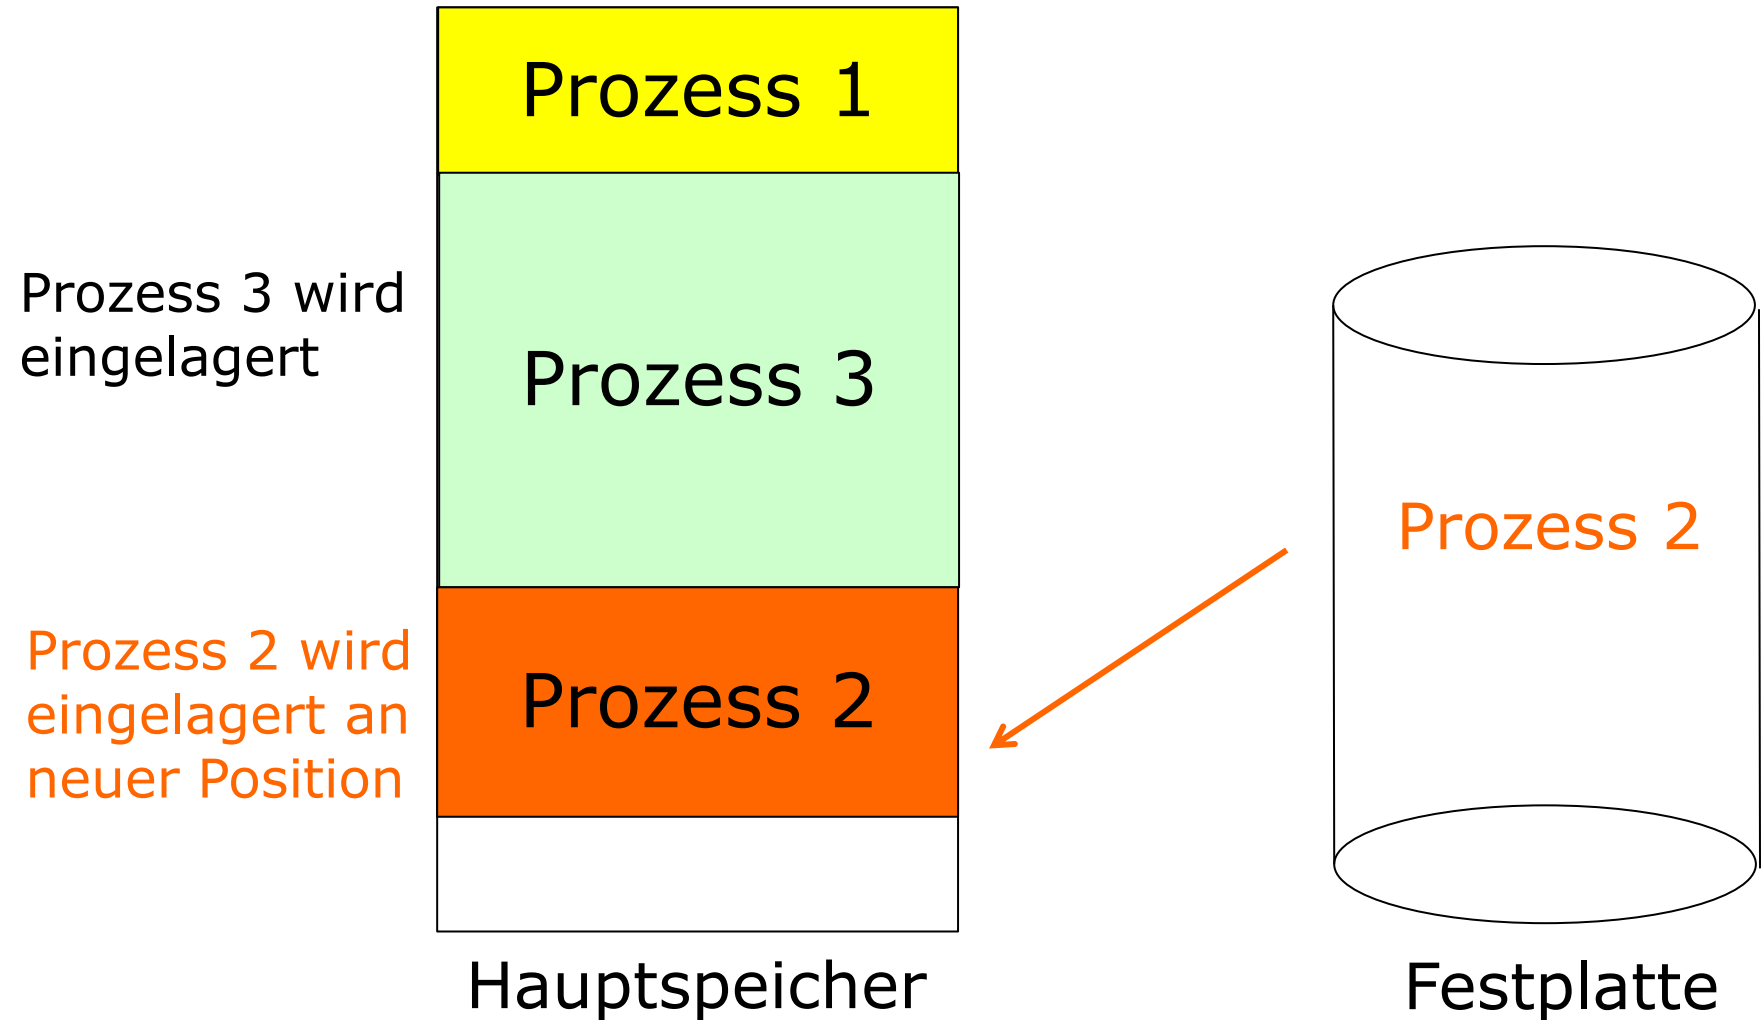 Prozess 1
Prozess 3 wird
eingelagert
Prozess 3
Prozess 2
Prozess 2 wird
eingelagert an
neuer Position
Prozess 2
Hauptspeicher
Festplatte